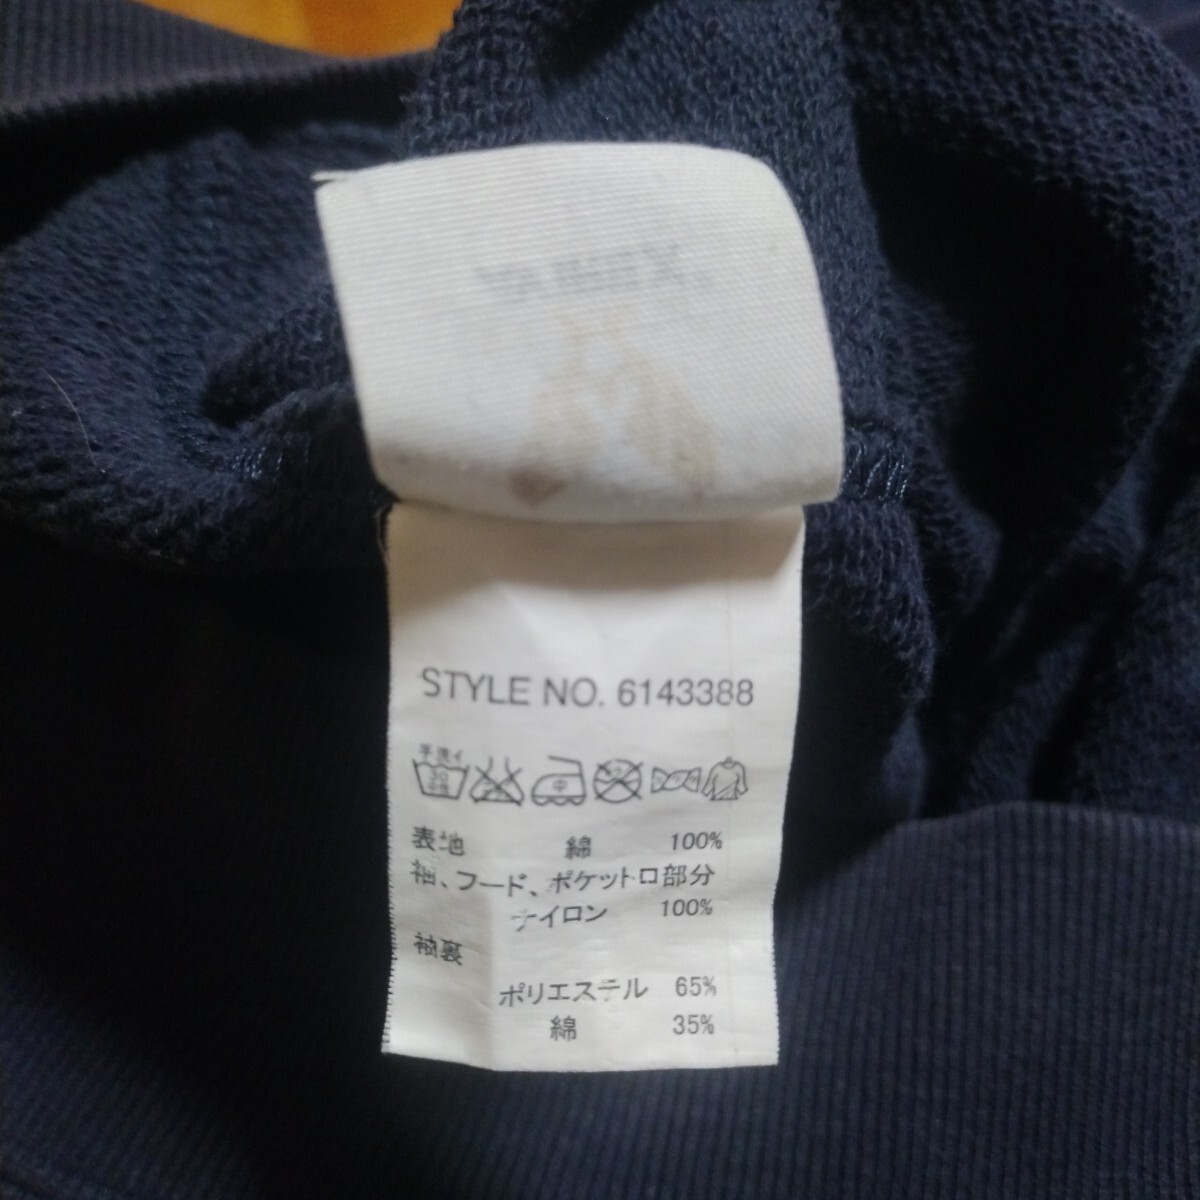 STYLE NO. 6143388
手洗イ
30
中
表地 綿 100%
袖、フード、ポケット口部分
ナイロン 100%
袖裏
ポリエステル 65%
綿 35%